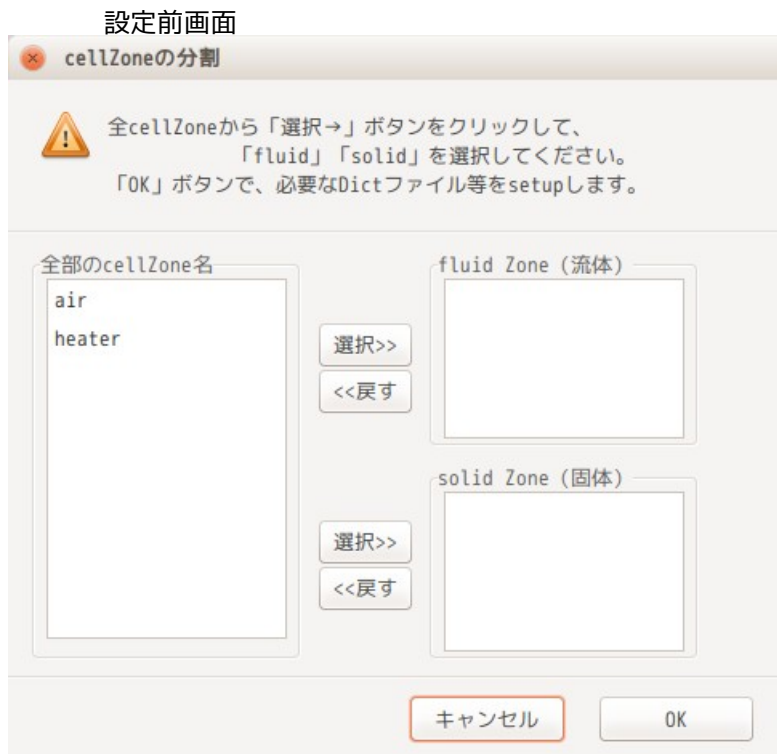 設定前画面
cellZoneの分割
全cellZoneから「選択→」ボタンをクリックして、
「fluid」「solid」を選択してください。
「OK」ボタンで、必要なDictファイル等をsetupします。
全部のcellZone名
air
heater
選択>>
<<戻す
fluid Zone (流体)
選択>>
<<戻す
solid Zone (固体)
キャンセル
OK